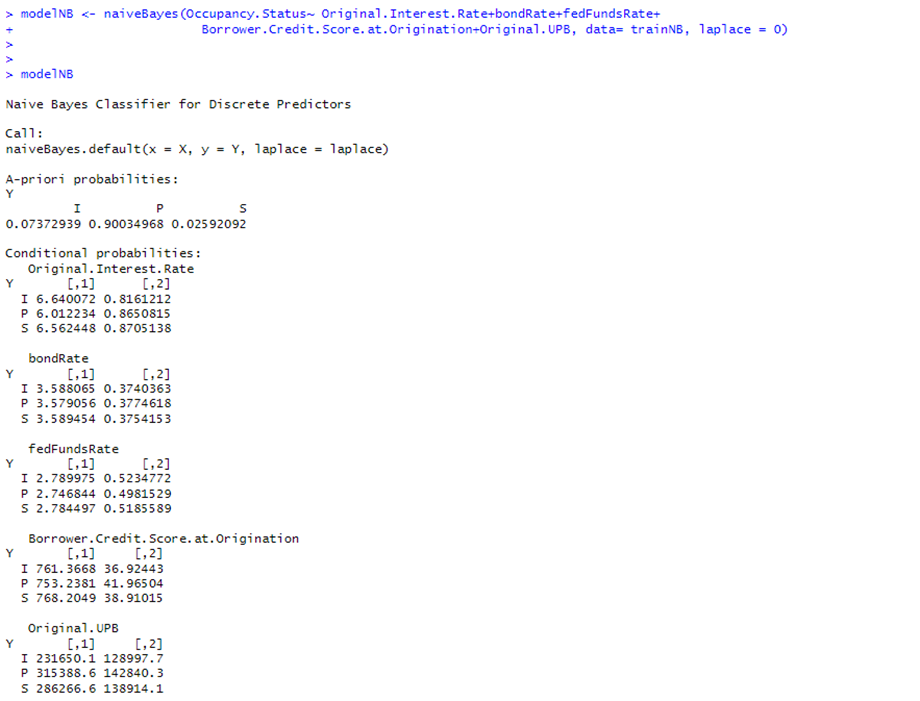 > modelNB <- naiveBayes(Occupancy.Status~ Original.Interest.Rate+bondRate+fedFundsRate+
+                         Borrower.Credit.Score.at.Origination+Original.UPB, data= trainNB, laplace = 0)
>
>
> modelNB

Naive Bayes Classifier for Discrete Predictors

Call:
naiveBayes.default(x = X, y = Y, laplace = laplace)

A-priori probabilities:
Y
         I          P          S
0.07372939 0.90034968 0.02592092

Conditional probabilities:
   Original.Interest.Rate
Y       [,1]      [,2]
  I 6.640072 0.8161212
  P 6.012234 0.8650815
  S 6.562448 0.8705138

   bondRate
Y       [,1]      [,2]
  I 3.588065 0.3740363
  P 3.579056 0.3774618
  S 3.589454 0.3754153

   fedFundsRate
Y       [,1]      [,2]
  I 2.789975 0.5234772
  P 2.746844 0.4981529
  S 2.784497 0.5185589

   Borrower.Credit.Score.at.Origination
Y       [,1]     [,2]
  I 761.3668 36.92443
  P 753.2381 41.96504
  S 768.2049 38.91015

   Original.UPB
Y       [,1]     [,2]
  I 231650.1 128997.7
  P 315388.6 142840.3
  S 286266.6 138914.1